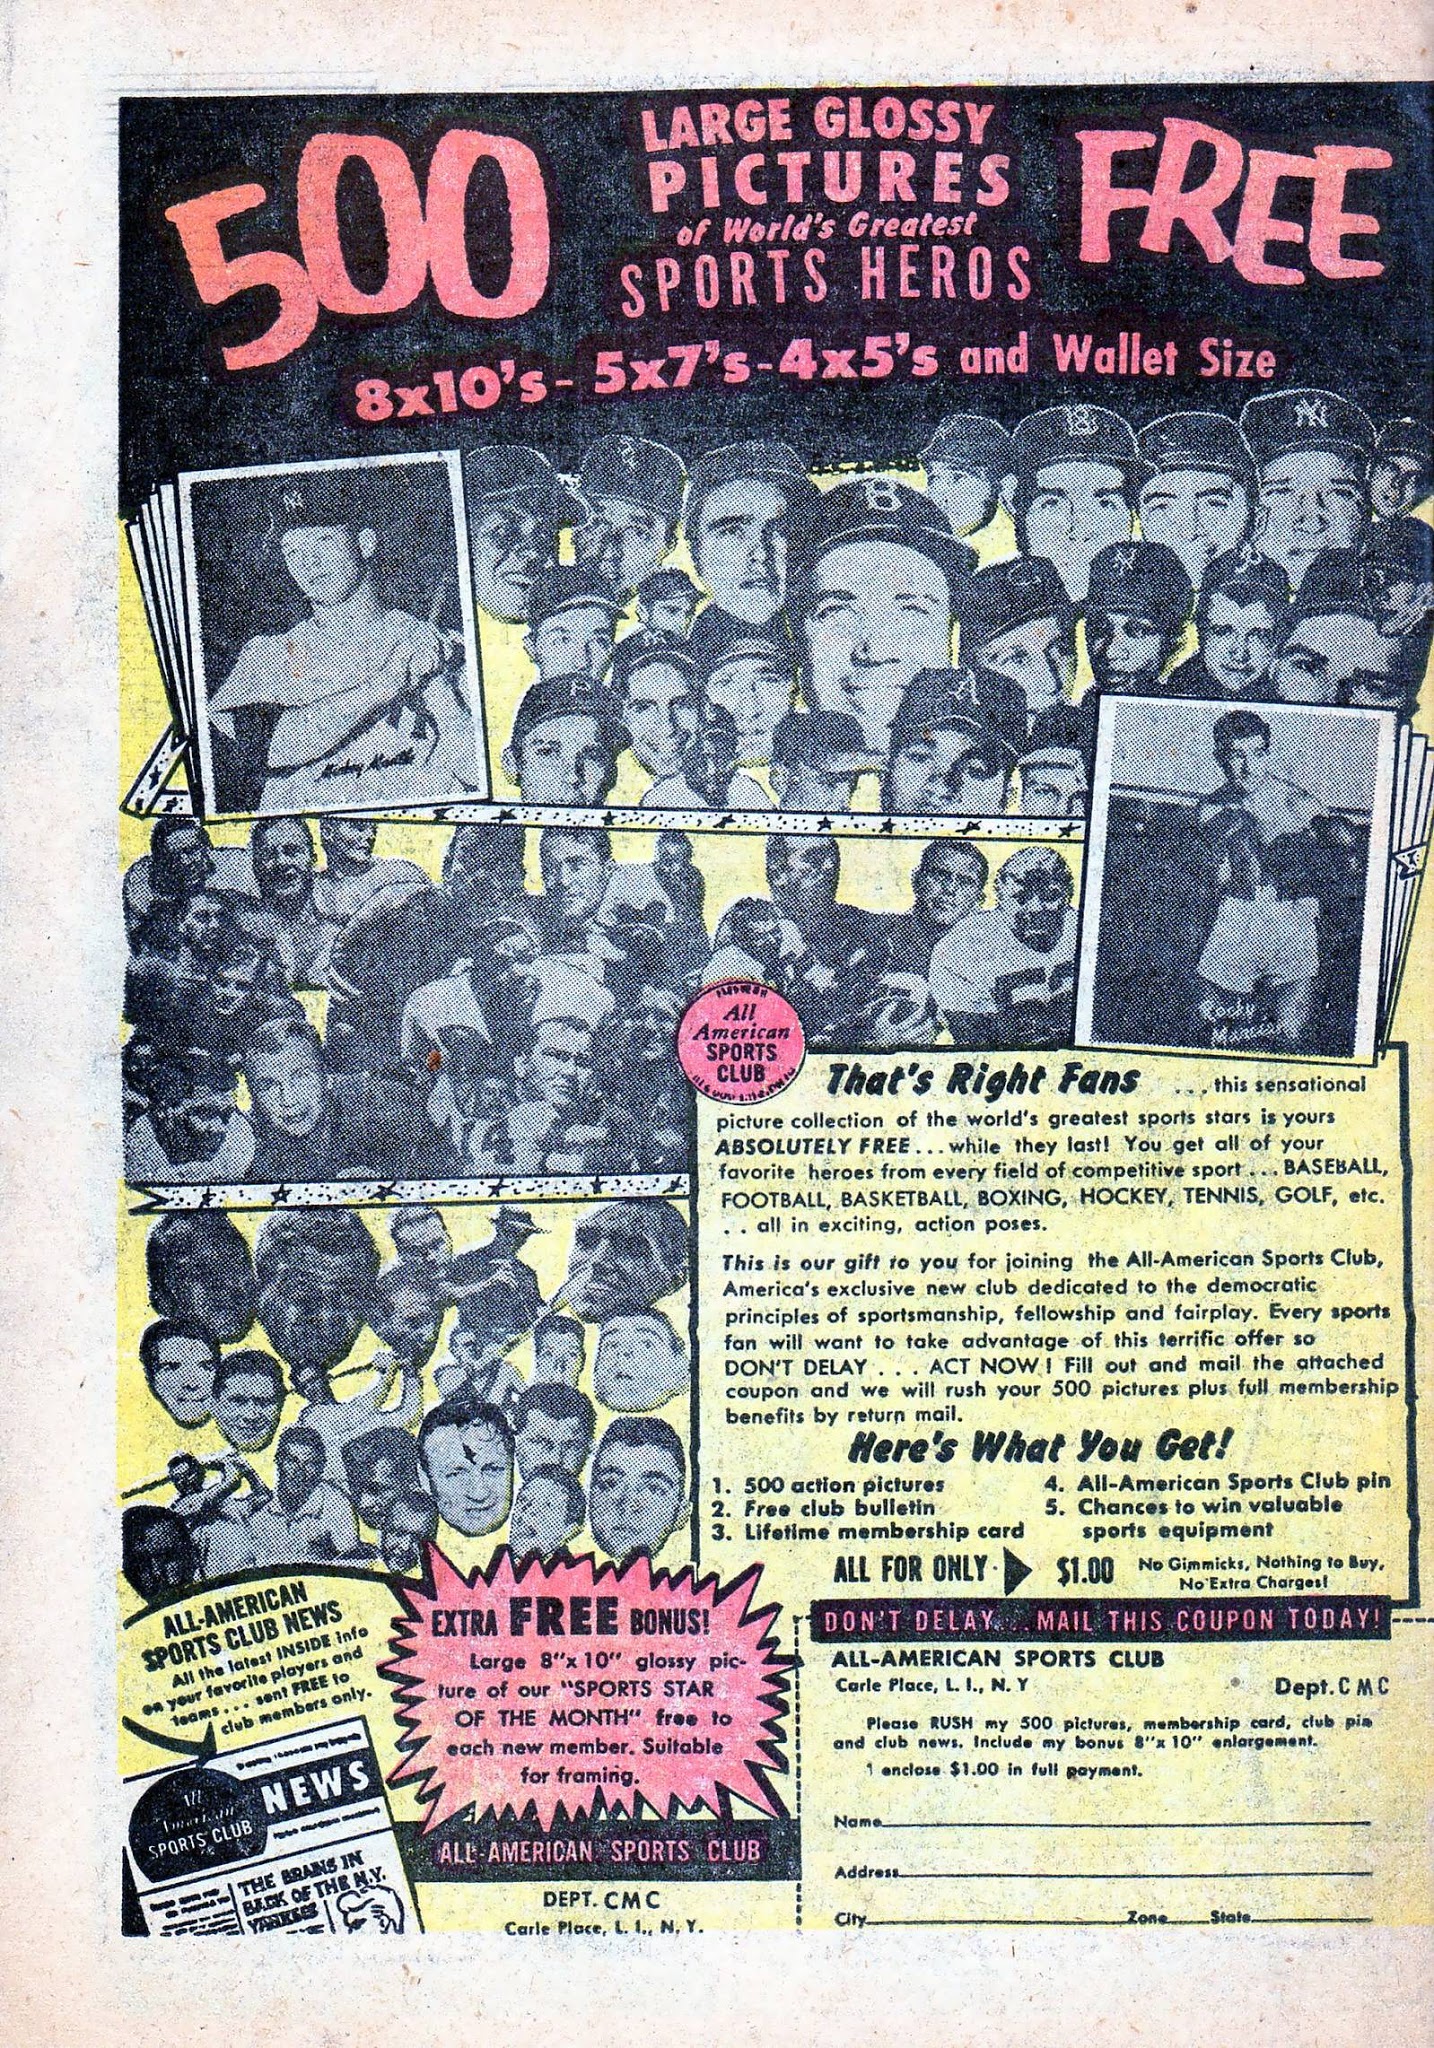 500
LARGE GLOSSY
PICTURES
of World's Greatest
SPORTS HEROS
FREE
8x10's - 5x7's - 4x5's and Wallet Size
Mickey Mantle
Rocky
All
American
SPORTS
CLUB
That's Right Fans ... this sensational
picture collection of the world's greatest sports stars is yours
ABSOLUTELY FREE ... while they last! You get all of your
favorite heroes from every field of competitive sport ... BASEBALL,
FOOTBALL, BASKETBALL, BOXING, HOCKEY, TENNIS, GOLF, etc.
. . all in exciting, action poses.
This is our gift to you for joining the All-American Sports Club,
America's exclusive new club dedicated to the democratic
principles of sportsmanship, fellowship and fairplay. Every sports
fan will want to take advantage of this terrific offer so
DON'T DELAY . . . ACT NOW! Fill out and mail the attached
coupon and we will rush your 500 pictures plus full membership
benefits by return mail.
Here's What You Get!
1. 500 action pictures
2. Free club bulletin
3. Lifetime membership card
4. All-American Sports Club pin
5. Chances to win valuable
sports equipment
ALL FOR ONLY $1.00 No Gimmicks, Nothing to Buy,
No Extra Charges!
ALL-AMERICAN
SPORTS CLUB NEWS
All the latest INSIDE info
on your favorite players and
teams . . . sent FREE to
club members only.
All
American
SPORTS CLUB
NEWS
THE BRAINS IN
BACK OF THE N.Y.
YANKEES
EXTRA FREE BONUS!
Large 8"x 10" glossy pic-
ture of our "SPORTS STAR
OF THE MONTH" free to
each new member. Suitable
for framing.
ALL-AMERICAN SPORTS CLUB
DEPT. CMC
Carle Place, L. I., N. Y.
DON'T DELAY ... MAIL THIS COUPON TODAY!
ALL-AMERICAN SPORTS CLUB
Carle Place, L. I., N. Y Dept. CMC
Please RUSH my 500 pictures, membership card, club pin
and club news. Include my bonus 8"x 10" enlargement.
I enclose $1.00 in full payment.
Name
Address
City Zone State